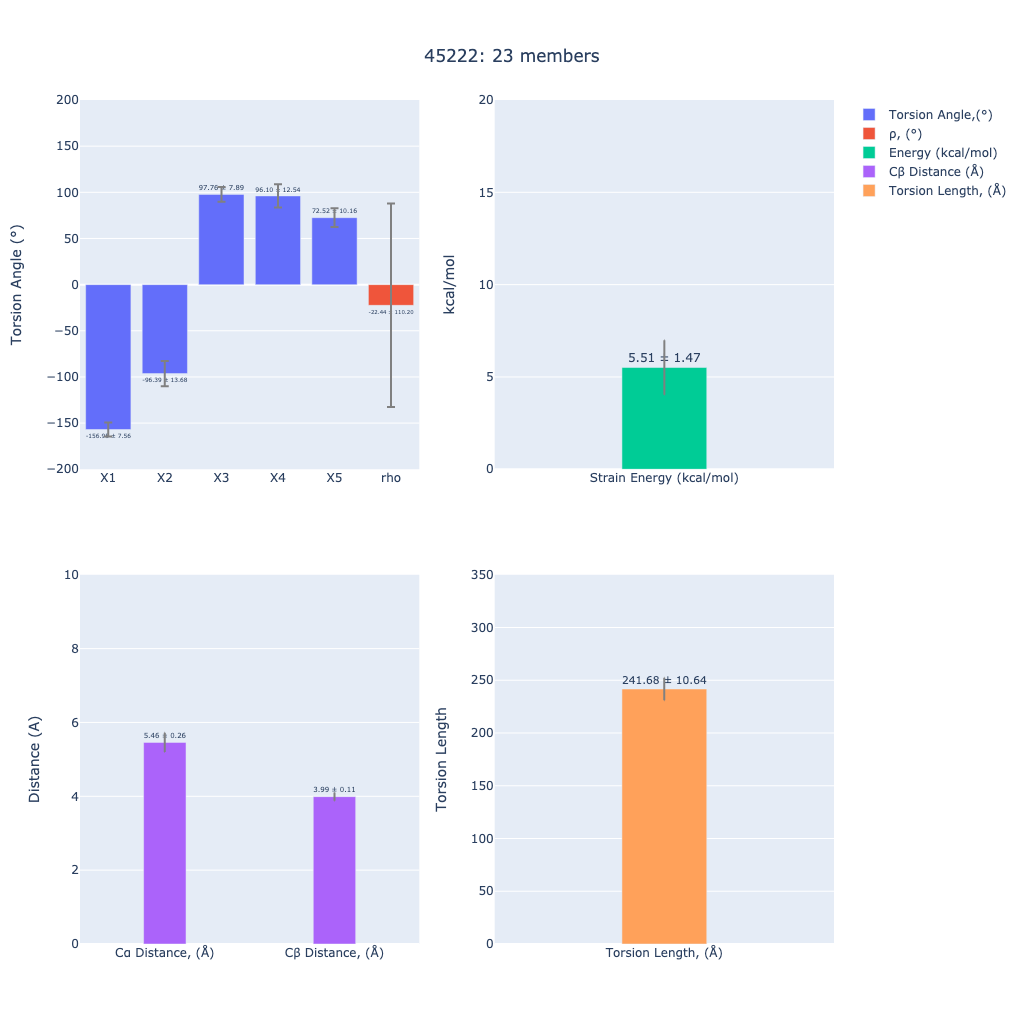 45222: 23 members
200
150
100
50
0
−50
−100
−150
−200
Torsion Angle (°)
97.76 ± 7.89
96.10 ± 12.54
72.52 ± 10.16
-22.44 ± 110.20
-96.39 ± 13.68
± 7.56
X1 X2 X3 X4 X5 rho
20
15
10
5
0
kcal/mol
5.51 ± 1.47
Strain Energy (kcal/mol)
Torsion Angle,(°)
ρ, (°)
Energy (kcal/mol)
Cβ Distance (Å)
Torsion Length, (Å)
10
8
6
4
2
0
Distance (A)
5.46 ± 0.26
3.99 ± 0.11
Cα Distance, (Å) Cβ Distance, (Å)
350
300
250
200
150
100
50
0
Torsion Length
241.68 ± 10.64
Torsion Length, (Å)